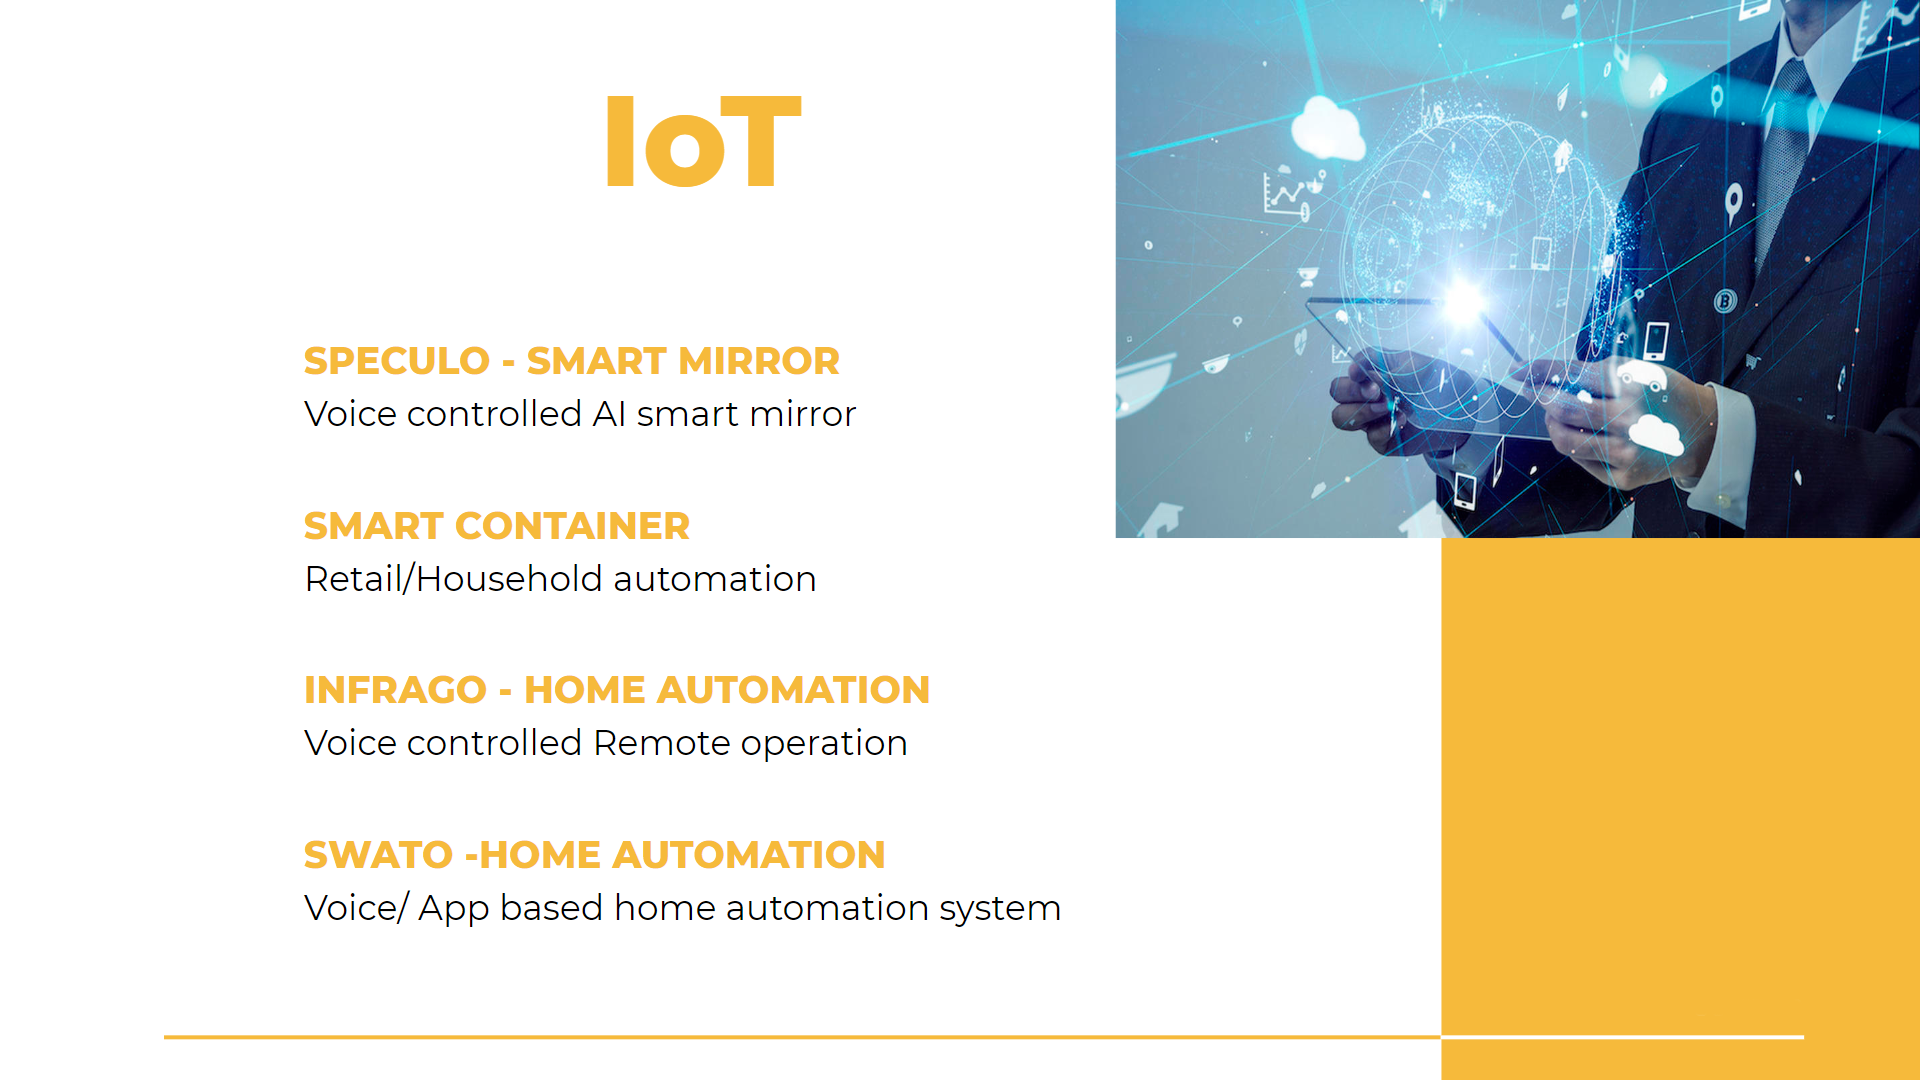 IoT
SPECULO - SMART MIRROR
Voice controlled AI smart mirror
SMART CONTAINER
Retail/Household automation
INFRAGO - HOME AUTOMATION
Voice controlled Remote operation
SWATO -HOME AUTOMATION
Voice/ App based home automation system